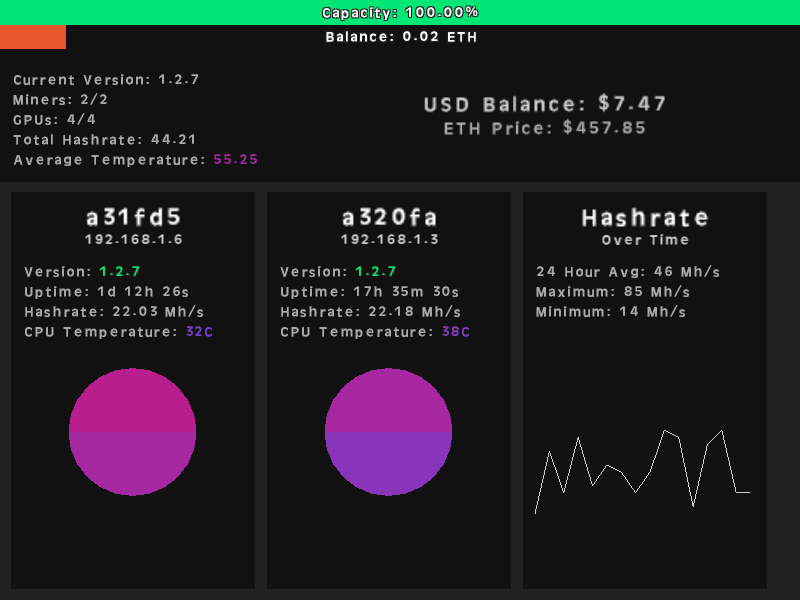 Capacity: 100.00%
Balance: 0.02 ETH
Current Version: 1.2.7
Miners: 2/2
GPUs: 4/4
Total Hashrate: 44.21
Average Temperature: 55.25
USD Balance: $7.47
ETH Price: $457.85
a31fd5
192-168-1-6
Version: 1.2.7
Uptime: 1d 12h 26s
Hashrate: 22.03 Mh/s
CPU Temperature: 32C
a320fa
192-168-1-3
Version: 1.2.7
Uptime: 17h 35m 30s
Hashrate: 22.18 Mh/s
CPU Temperature: 38C
Hashrate
Over Time
24 Hour Avg: 46 Mh/s
Maximum: 85 Mh/s
Minimum: 14 Mh/s